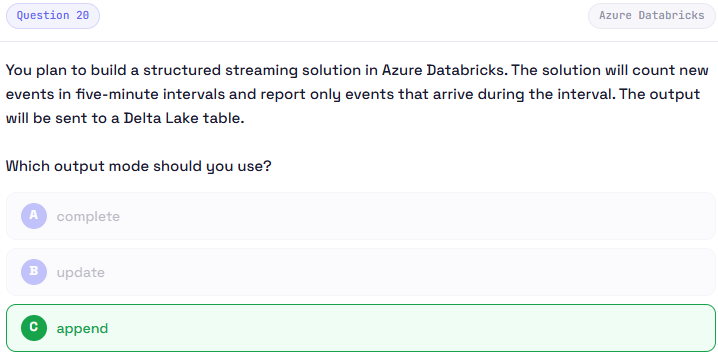 Question 20
Azure Databricks
You plan to build a structured streaming solution in Azure Databricks. The solution will count new
events in five-minute intervals and report only events that arrive during the interval. The output
will be sent to a Delta Lake table.
Which output mode should you use?
A complete
B update
C append